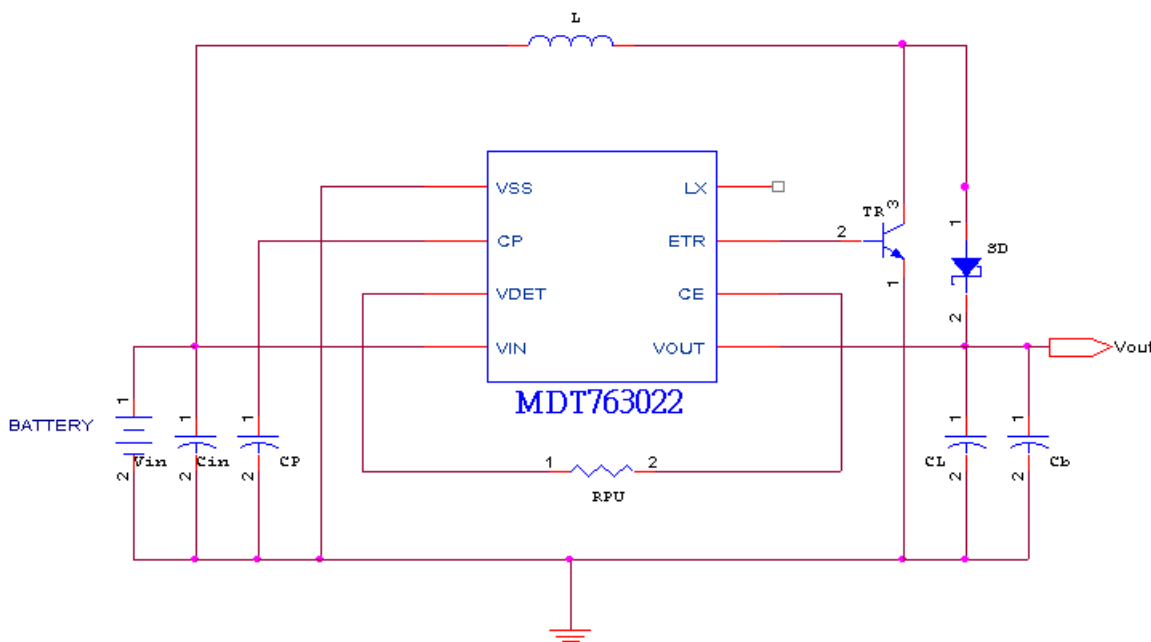 L
VSS
LX
CP
ETR
2
TR
3
1
1
SD
2
VDET
CE
VIN
VOUT
Vout
MDT763022
BATTERY
1
2
Vin
1
2
Cin
1
2
CP
1
2
RPU
1
2
CL
1
2
Cb